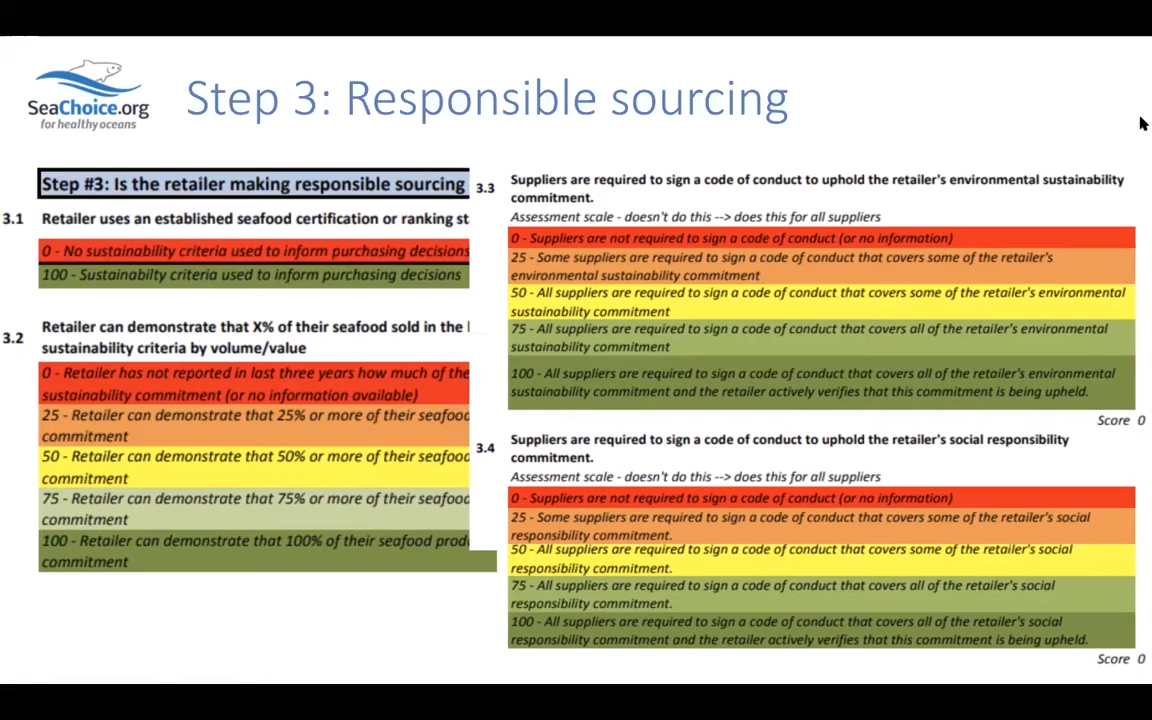 SeaChoice.org
for healthy oceans
Step 3: Responsible sourcing
Step #3: Is the retailer making responsible sourcing
3.1 Retailer uses an established seafood certification or ranking st
0 - No sustainability criteria used to inform purchasing decisions
100 - Sustainabilty criteria used to inform purchasing decisions
3.2 Retailer can demonstrate that X% of their seafood sold in the
sustainability criteria by volume/value
0 - Retailer has not reported in last three years how much of the
sustainability commitment (or no information available)
25 - Retailer can demonstrate that 25% or more of their seafood
commitment
50 - Retailer can demonstrate that 50% or more of their seafood
commitment
75 - Retailer can demonstrate that 75% or more of their seafood
commitment
100 - Retailer can demonstrate that 100% of their seafood prod
commitment
3.3 Suppliers are required to sign a code of conduct to uphold the retailer's environmental sustainability
commitment.
Assessment scale - doesn't do this --> does this for all suppliers
0 - Suppliers are not required to sign a code of conduct (or no information)
25 - Some suppliers are required to sign a code of conduct that covers some of the retailer's
environmental sustainability commitment
50 - All suppliers are required to sign a code of conduct that covers some of the retailer's environmental
sustainability commitment
75 - All suppliers are required to sign a code of conduct that covers all of the retailer's environmental
sustainability commitment
100 - All suppliers are required to sign a code of conduct that covers all of the retailer's environmental
sustainability commitment and the retailer actively verifies that this commitment is being upheld.
Score 0
3.4 Suppliers are required to sign a code of conduct to uphold the retailer's social responsibility
commitment.
Assessment scale - doesn't do this --> does this for all suppliers
0 - Suppliers are not required to sign a code of conduct (or no information)
25 - Some suppliers are required to sign a code of conduct that covers some of the retailer's social
responsibility commitment.
50 - All suppliers are required to sign a code of conduct that covers some of the retailer's social
responsibility commitment.
75 - All suppliers are required to sign a code of conduct that covers all of the retailer's social
responsibility commitment.
100 - All suppliers are required to sign a code of conduct that covers all of the retailer's social
responsibility commitment and the retailer actively verifies that this commitment is being upheld.
Score 0